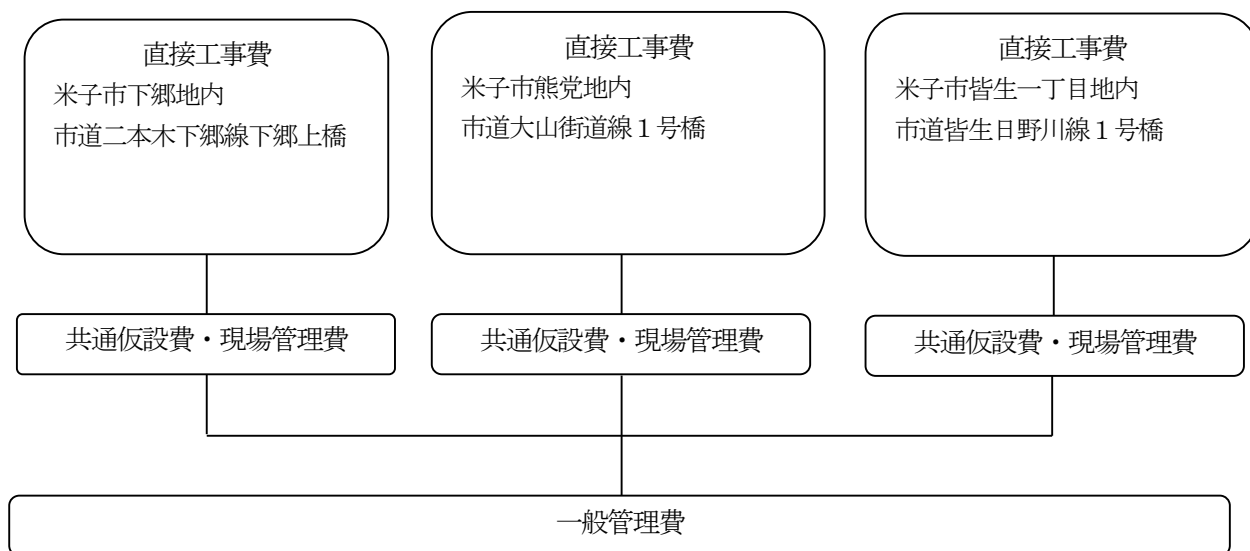 直接工事費
米子市下郷地内
市道二本木下郷線下郷上橋
直接工事費
米子市熊党地内
市道大山街道線１号橋
直接工事費
米子市皆生一丁目地内
市道皆生日野川線１号橋
共通仮設費・現場管理費
共通仮設費・現場管理費
共通仮設費・現場管理費
一般管理費